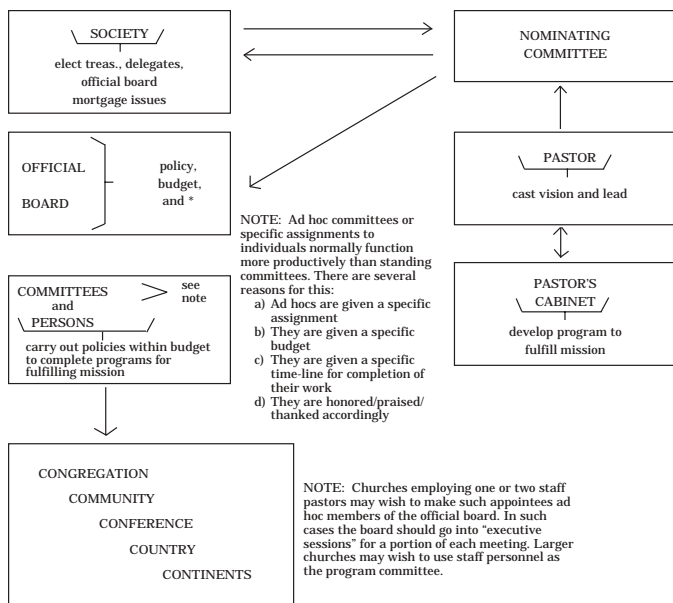 SOCIETY
elect treas., delegates,
official board
mortgage issues
NOMINATING
COMMITTEE
OFFICIAL
BOARD
policy,
budget,
and *
PASTOR
cast vision and lead
NOTE: Ad hoc committees or
specific assignments to
individuals normally function
more productively than standing
committees. There are several
reasons for this:
a) Ad hocs are given a specific
assignment
b) They are given a specific
budget
c) They are given a specific
time-line for completion of
their work
d) They are honored/praised/
thanked accordingly
COMMITTEES
and
PERSONS
see
note
carry out policies within budget
to complete programs for
fulfilling mission
PASTOR'S
CABINET
develop program to
fulfill mission
CONGREGATION
COMMUNITY
CONFERENCE
COUNTRY
CONTINENTS
NOTE: Churches employing one or two staff
pastors may wish to make such appointees ad
hoc members of the official board. In such
cases the board should go into “executive
sessions” for a portion of each meeting. Larger
churches may wish to use staff personnel as
the program committee.